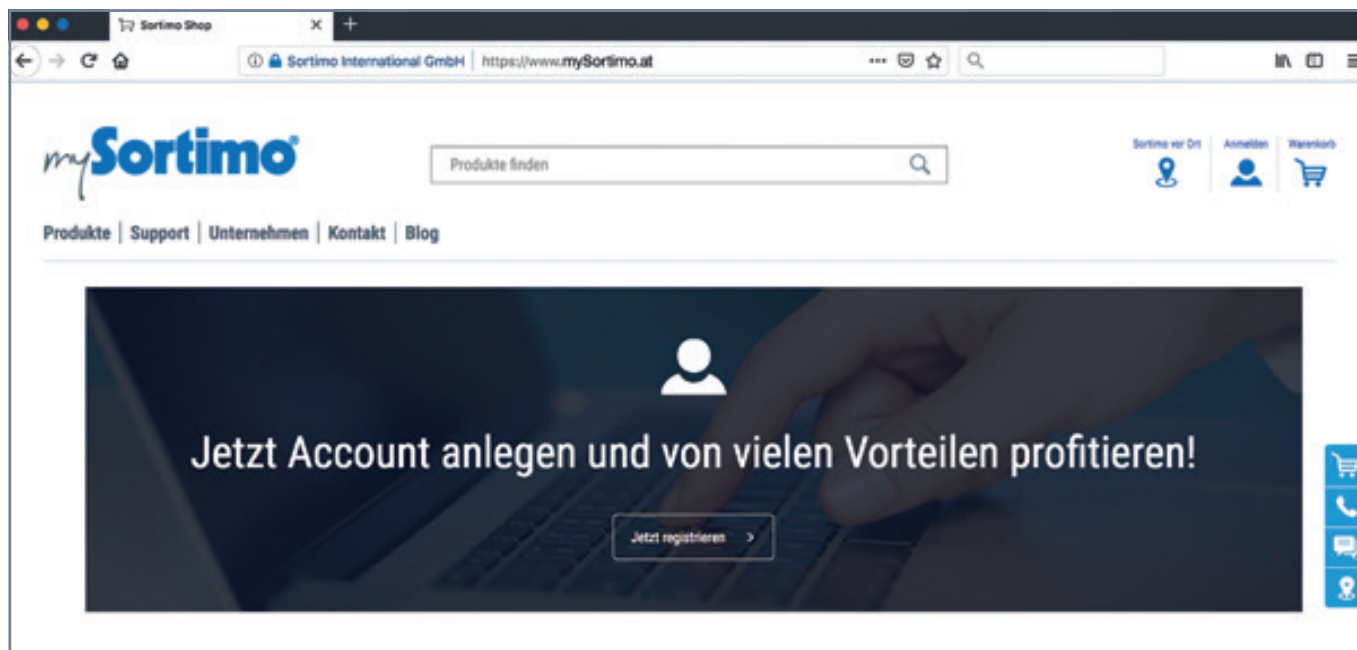 Sortimo Shop
Sortimo International GmbH https://www.mySortimo.at
mySortimo®
Produkte finden
Sortimo vor Ort Anmelden Warenkorb
Produkte | Support | Unternehmen | Kontakt | Blog
Jetzt Account anlegen und von vielen Vorteilen profitieren!
Jetzt registrieren >